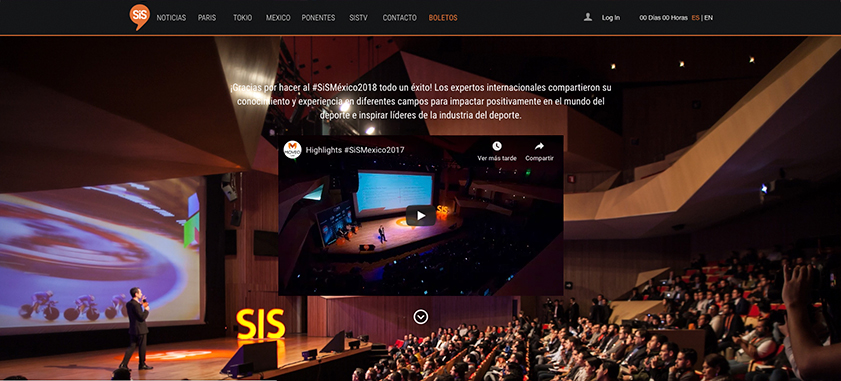 SiS NOTICIAS PARIS TOKIO MEXICO PONENTES SISTV CONTACTO BOLETOS Log In 00 Días 00 Horas ES | EN
¡Gracias por hacer al #SiSMéxico2018 todo un éxito! Los expertos internacionales compartieron su
conocimiento y experiencia en diferentes campos para impactar positivamente en el mundo del
deporte e inspirar líderes de la industria del deporte.
MOVEO Highlights #SiSMexico2017
Ver más tarde Compartir
SIS
SIS